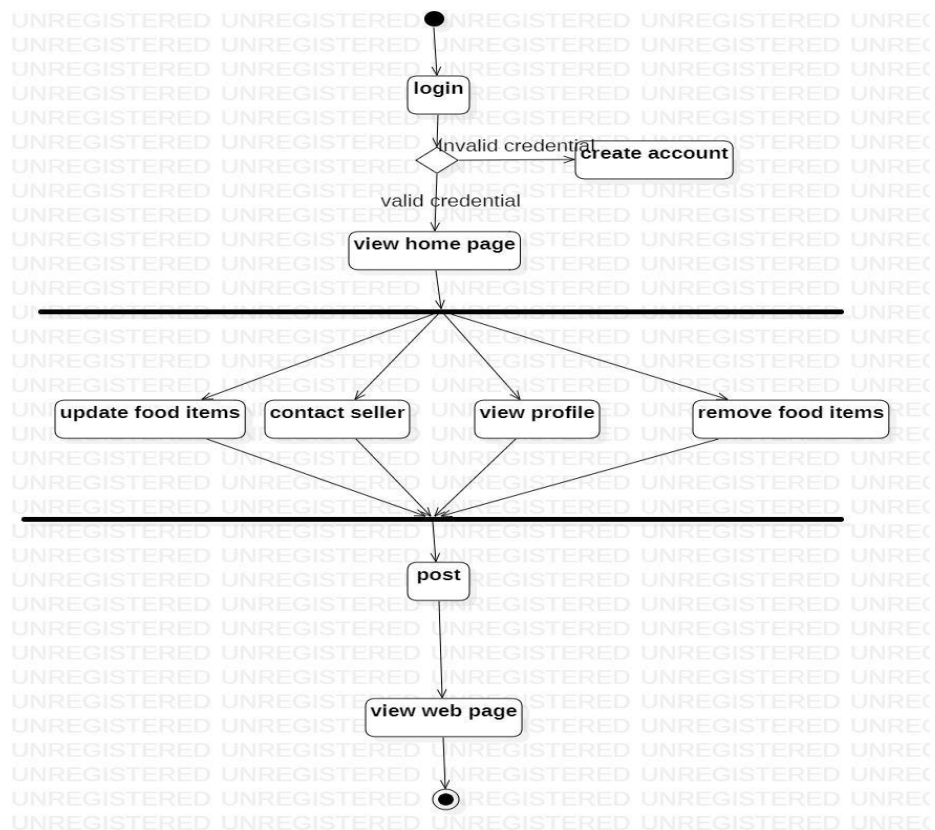 login
Invalid credential
create account
valid credential
view home page
update food items
contact seller
view profile
remove food items
post
view web page
UNREGISTERED